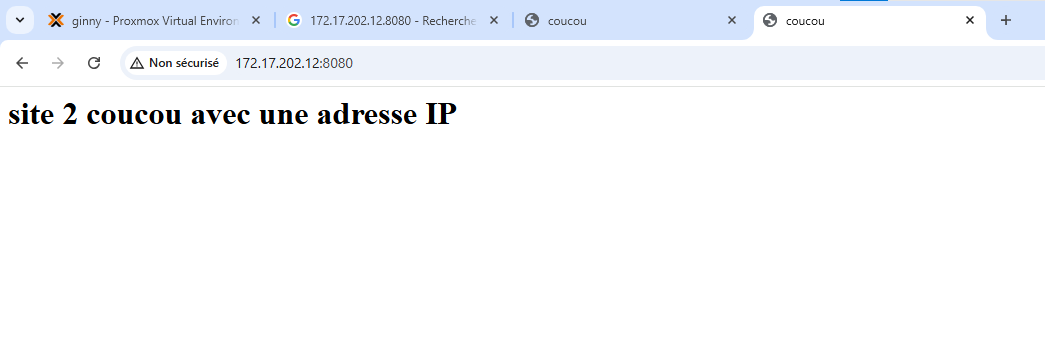 ginny - Proxmox Virtual Environ
172.17.202.12.8080 - Recherche
coucou
coucou
Non sécurisé
172.17.202.12:8080
site 2 coucou avec une adresse IP